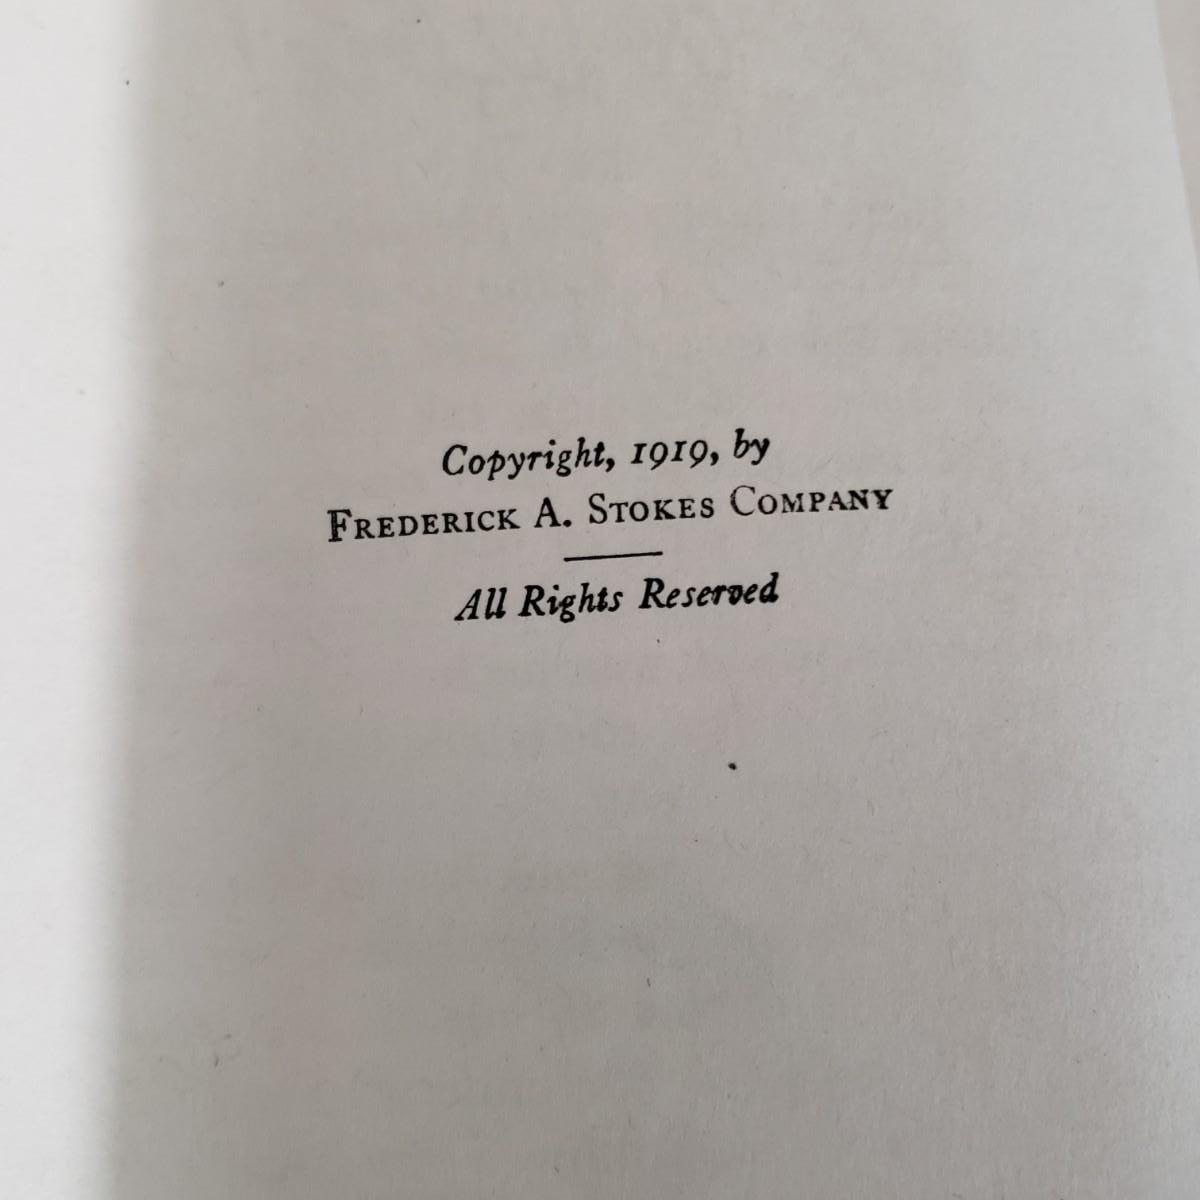 Copyright, 1919, by
FREDERICK A. STOKES COMPANY
All Rights Reserved